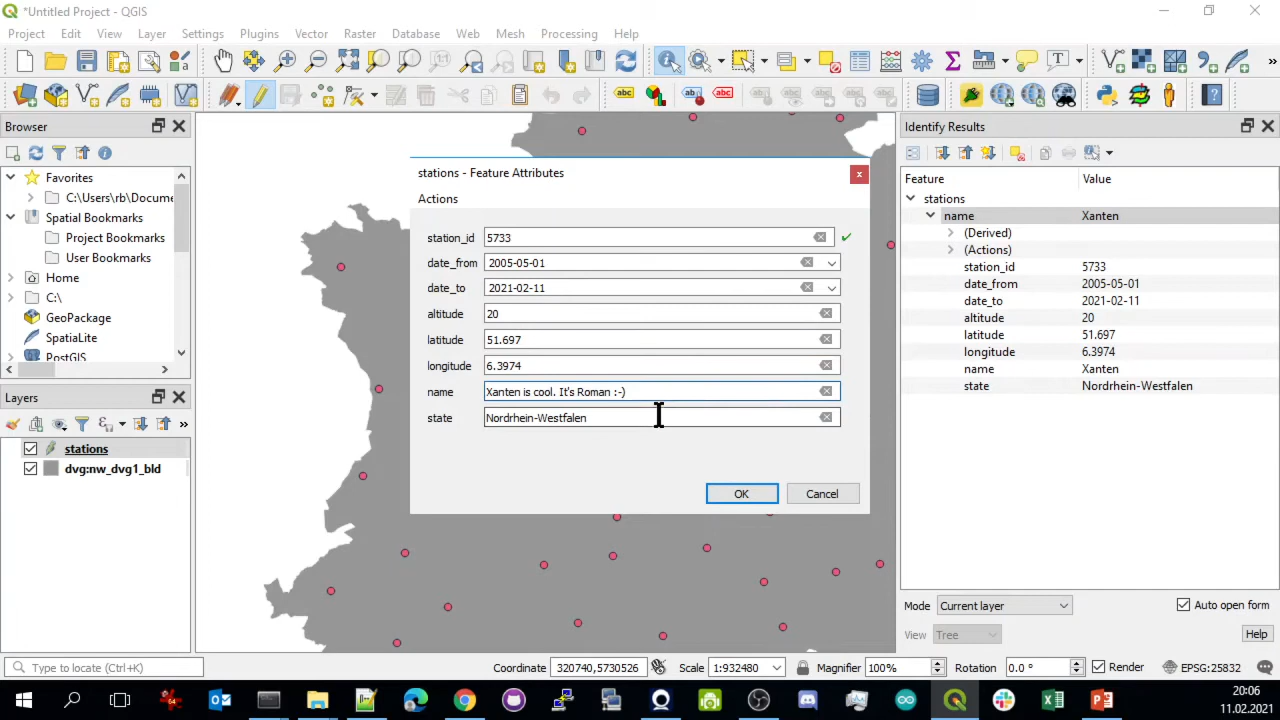 *Untitled Project — QGIS
Project Edit View Layer Settings Plugins Vector Raster Database Web Mesh Processing Help
Browser
Favorites
C:\Users\rb\Docume
Spatial Bookmarks
Project Bookmarks
User Bookmarks
Home
C:\
GeoPackage
SpatiaLite
PostGIS
Layers
stations
dvg:nw_dvg1_bld
stations - Feature Attributes
Actions
station_id 5733
date_from 2005-05-01
date_to 2021-02-11
altitude 20
latitude 51.697
longitude 6.3974
name Xanten is cool. It's Roman :-)
state Nordrhein-Westfalen
OK Cancel
Identify Results
Feature Value
stations
name Xanten
(Derived)
(Actions)
station_id 5733
date_from 2005-05-01
date_to 2021-02-11
altitude 20
latitude 51.697
longitude 6.3974
name Xanten
state Nordrhein-Westfalen
Mode Current layer Auto open form
View Tree Help
Type to locate (Ctrl+K) Coordinate 320740,5730526 Scale 1:932480 Magnifier 100% Rotation 0.0 ° Render EPSG:25832
20:06
11.02.2021